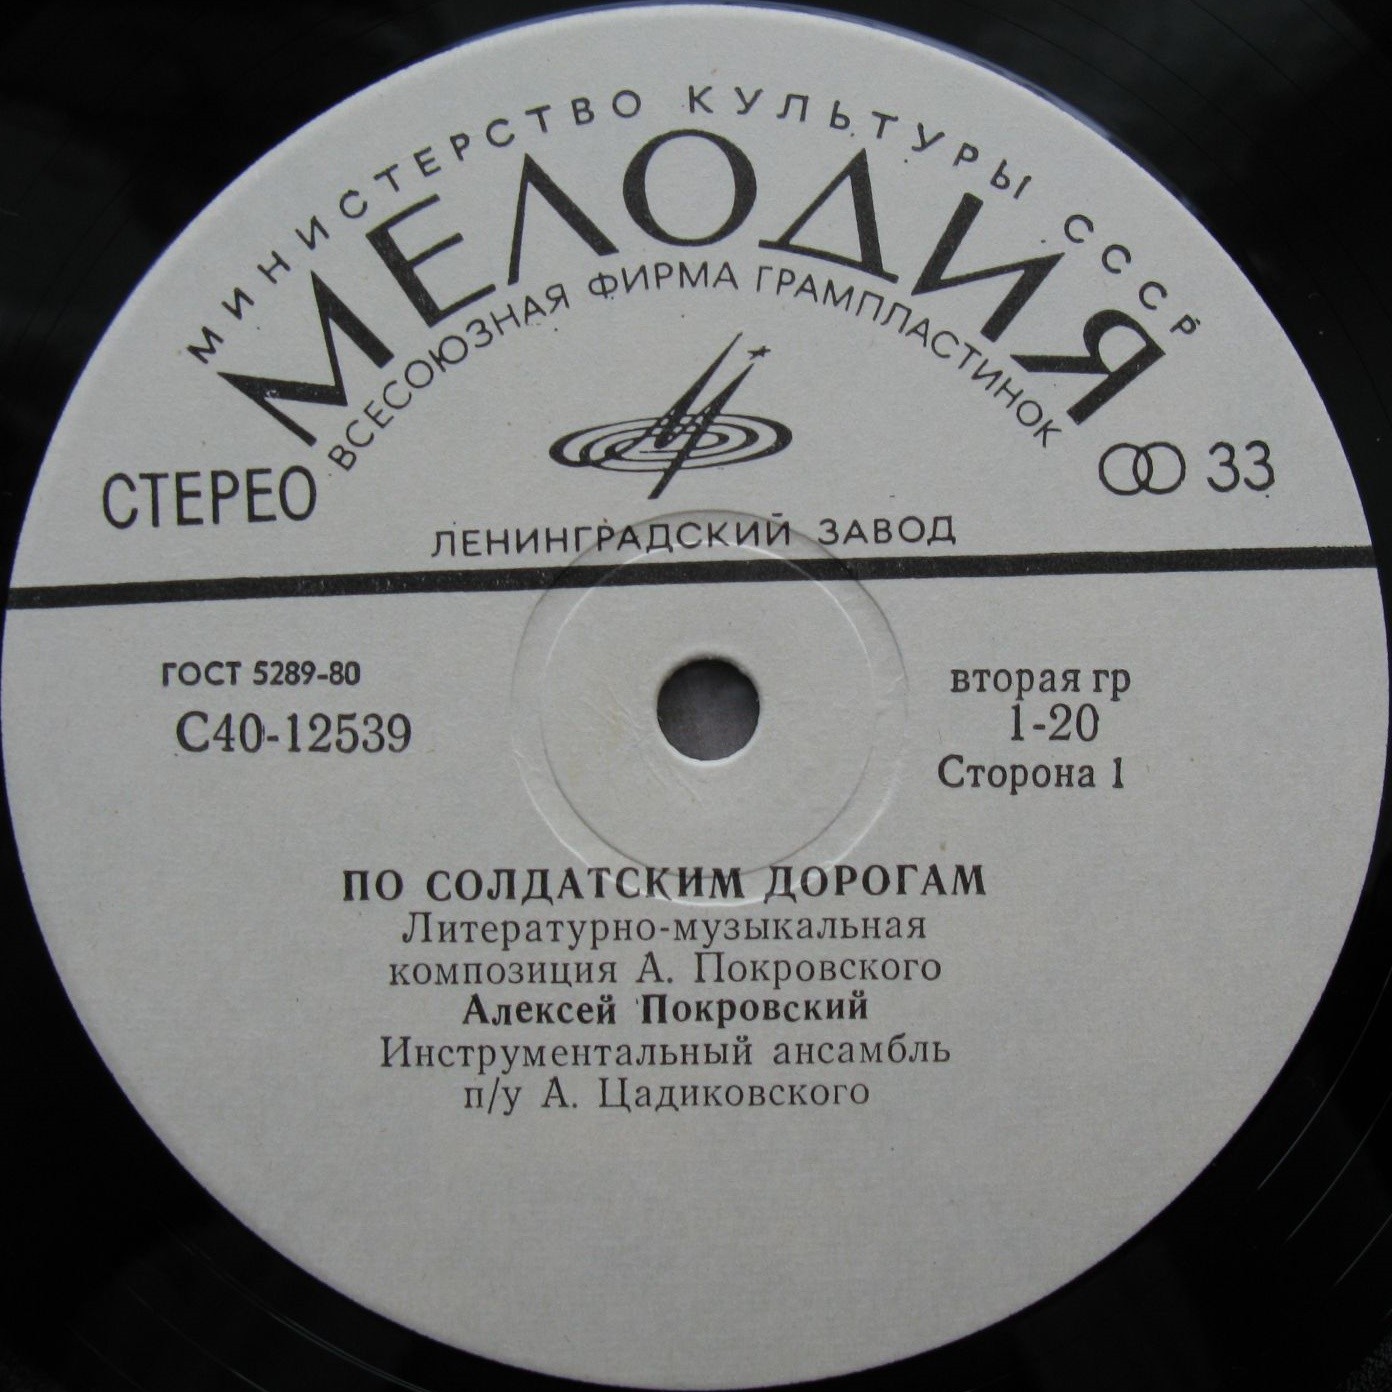 МИНИСТЕРСТВО КУЛЬТУРЫ СССР
МЕЛОДИЯ
ВСЕСОЮЗНАЯ ФИРМА ГРАМПЛАСТИНОК
СТЕРЕО
33
ЛЕНИНГРАДСКИЙ ЗАВОД
ГОСТ 5289-80
С40-12539
вторая гр
1-20
Сторона 1
ПО СОЛДАТСКИМ ДОРОГАМ
Литературно-музыкальная
композиция А. Покровского
Алексей Покровский
Инструментальный ансамбль
п/у А. Цадиковского